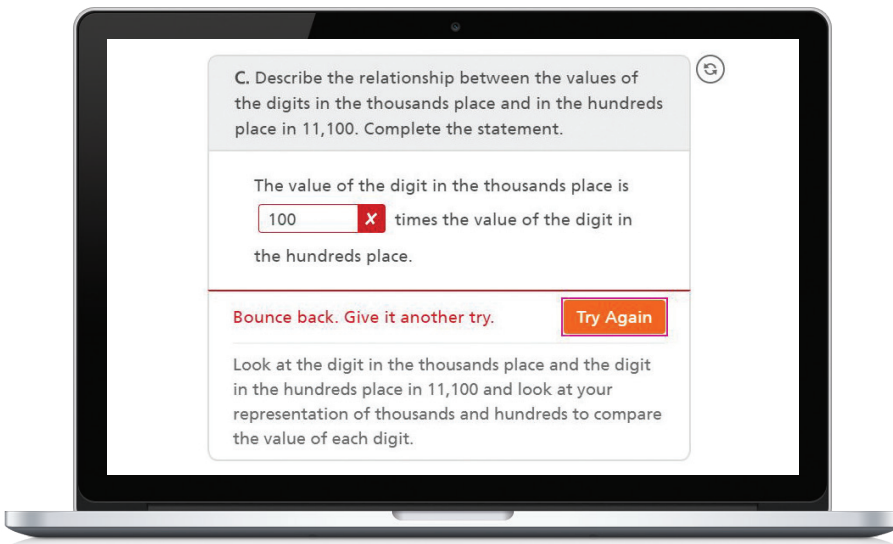 C. Describe the relationship between the values of
the digits in the thousands place and in the hundreds
place in 11,100. Complete the statement.
The value of the digit in the thousands place is
100 ✗ times the value of the digit in
the hundreds place.
Bounce back. Give it another try.
Try Again
Look at the digit in the thousands place and the digit
in the hundreds place in 11,100 and look at your
representation of thousands and hundreds to compare
the value of each digit.